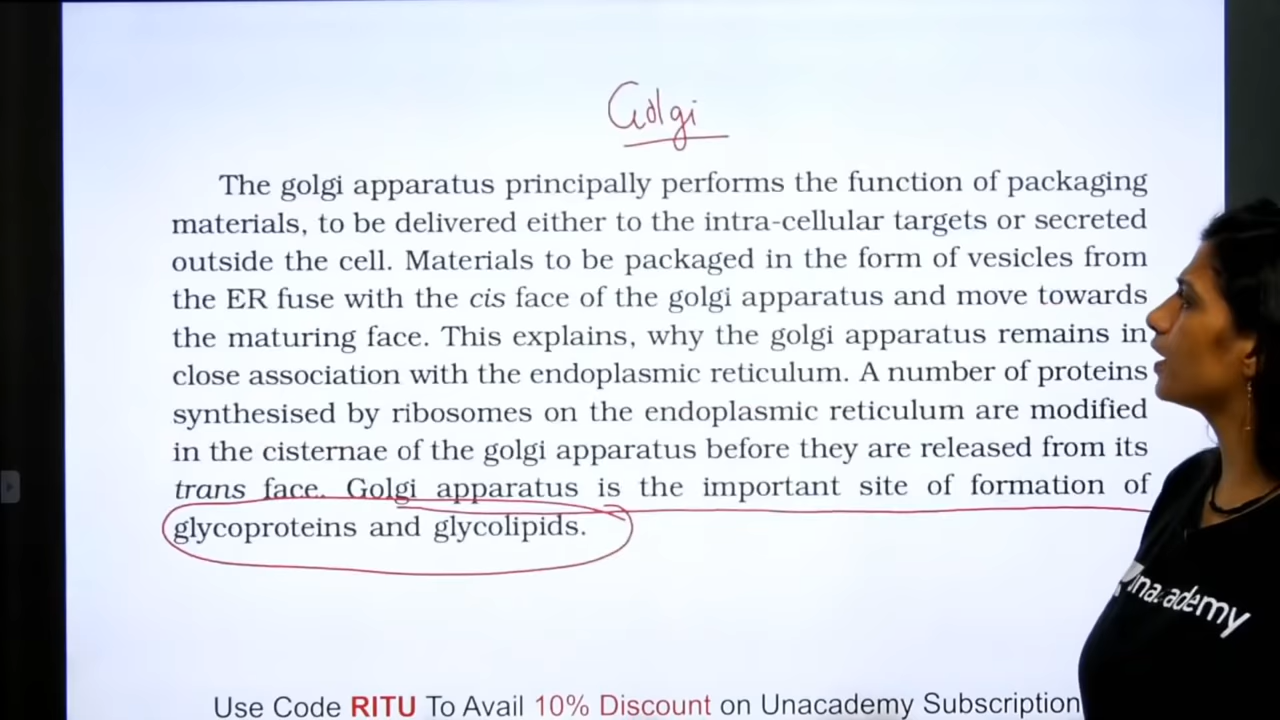 Golgi
The golgi apparatus principally performs the function of packaging
materials, to be delivered either to the intra-cellular targets or secreted
outside the cell. Materials to be packaged in the form of vesicles from
the ER fuse with the cis face of the golgi apparatus and move towards
the maturing face. This explains, why the golgi apparatus remains in
close association with the endoplasmic reticulum. A number of proteins
synthesised by ribosomes on the endoplasmic reticulum are modified
in the cisternae of the golgi apparatus before they are released from its
trans face. Golgi apparatus is the important site of formation of
glycoproteins and glycolipids.
unacademy
Use Code RITU To Avail 10% Discount on Unacademy Subscription